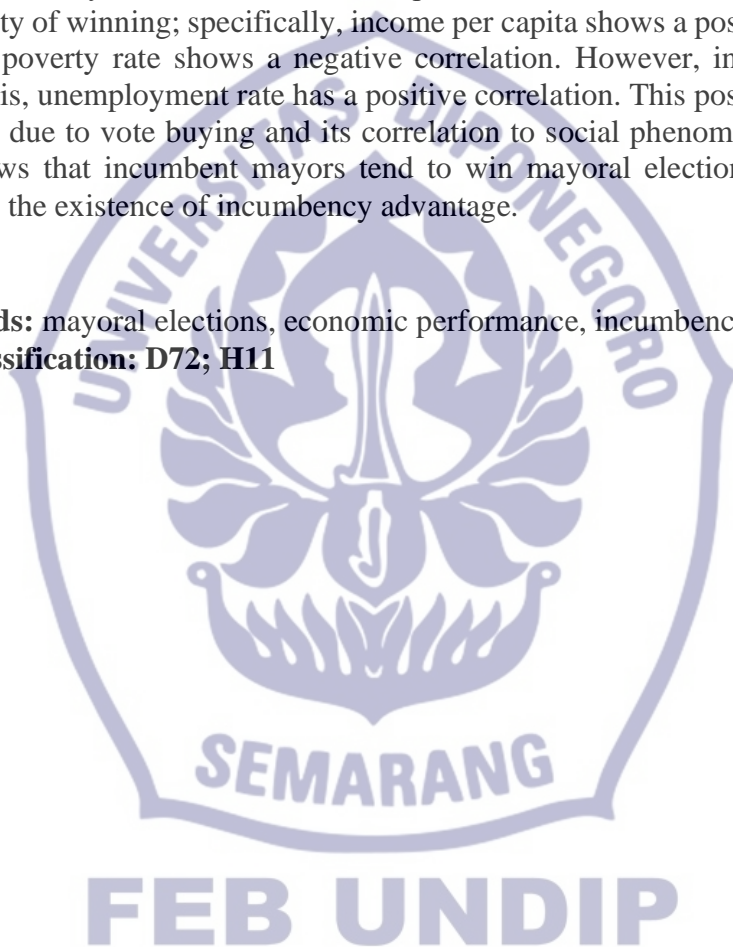 ty of winning; specifically, income per capita shows a pos
poverty rate shows a negative correlation. However, in
is, unemployment rate has a positive correlation. This pos
due to vote buying and its correlation to social phenom
ws that incumbent mayors tend to win mayoral election
the existence of incumbency advantage.
ds: mayoral elections, economic performance, incumbenc
ssification: D72; H11
UNIVERSITAS DIPONEGORO
SEMARANG
FEB UNDIP